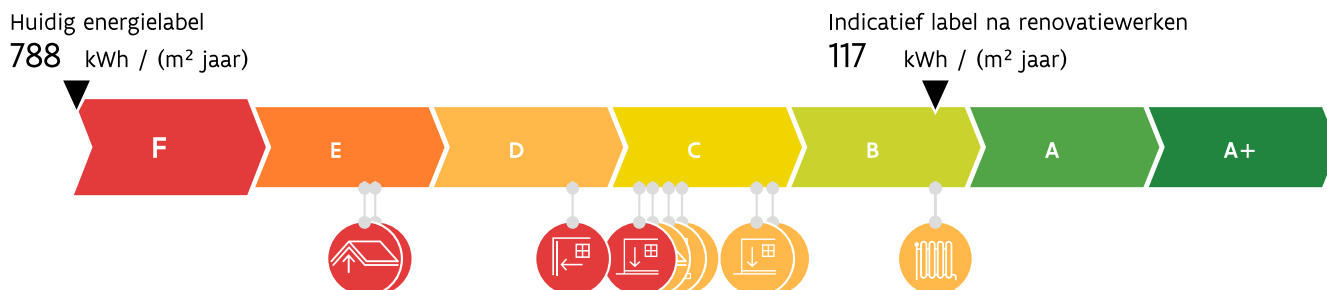 Huidig energielabel
788 kWh / (m² jaar)
Indicatief label na renovatiewerken
117 kWh / (m² jaar)
F E D C B A A+